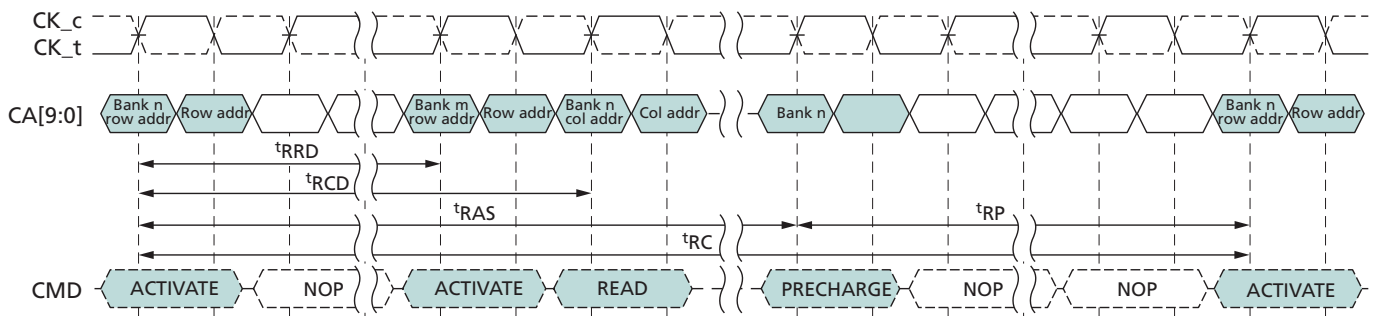 CK_c
CK_t
CA[9:0]
Bank n
row addr
Row addr
Bank m
row addr
Row addr
Bank n
col addr
Col addr
Bank n
Bank n
row addr
Row addr
tRRD
tRCD
tRAS
tRP
tRC
CMD
ACTIVATE
NOP
ACTIVATE
READ
PRECHARGE
NOP
NOP
ACTIVATE